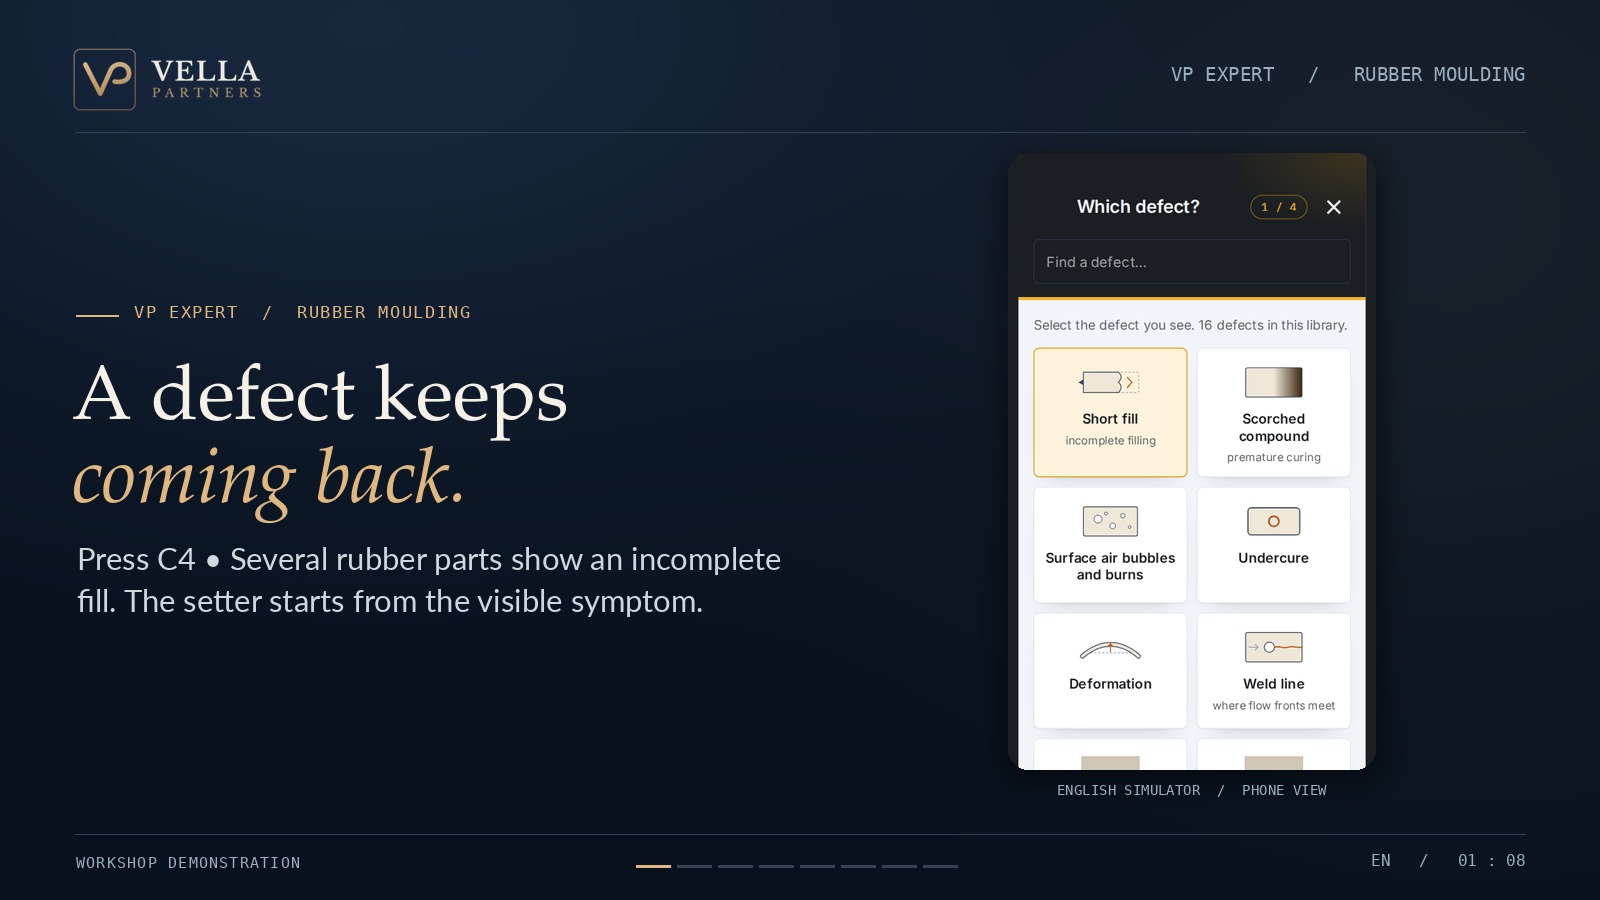 VP VELLA
PARTNERS
VP EXPERT / RUBBER MOULDING
VP EXPERT / RUBBER MOULDING
A defect keeps
coming back.
Press C4 • Several rubber parts show an incomplete
fill. The setter starts from the visible symptom.
Which defect? 1 / 4
Find a defect...
Select the defect you see. 16 defects in this library.
Short fill
incomplete filling
Scorched
compound
premature curing
Surface air bubbles
and burns
Undercure
Deformation
Weld line
where flow fronts meet
ENGLISH SIMULATOR / PHONE VIEW
WORKSHOP DEMONSTRATION
EN / 01 : 08